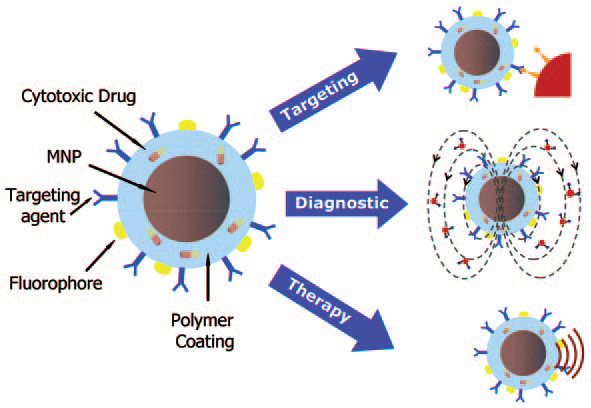 Cytotoxic Drug
MNP
Targeting
agent
Fluorophore
Polymer
Coating
Targeting
Diagnostic
Therapy